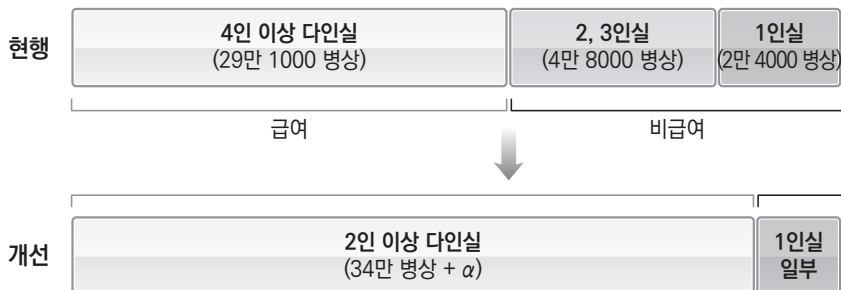 현행
4인 이상 다인실
(29만 1000 병상)
2, 3인실
(4만 8000 병상)
1인실
(2만 4000 병상)
급여
비급여
개선
2인 이상 다인실
(34만 병상 + α)
1인실
일부